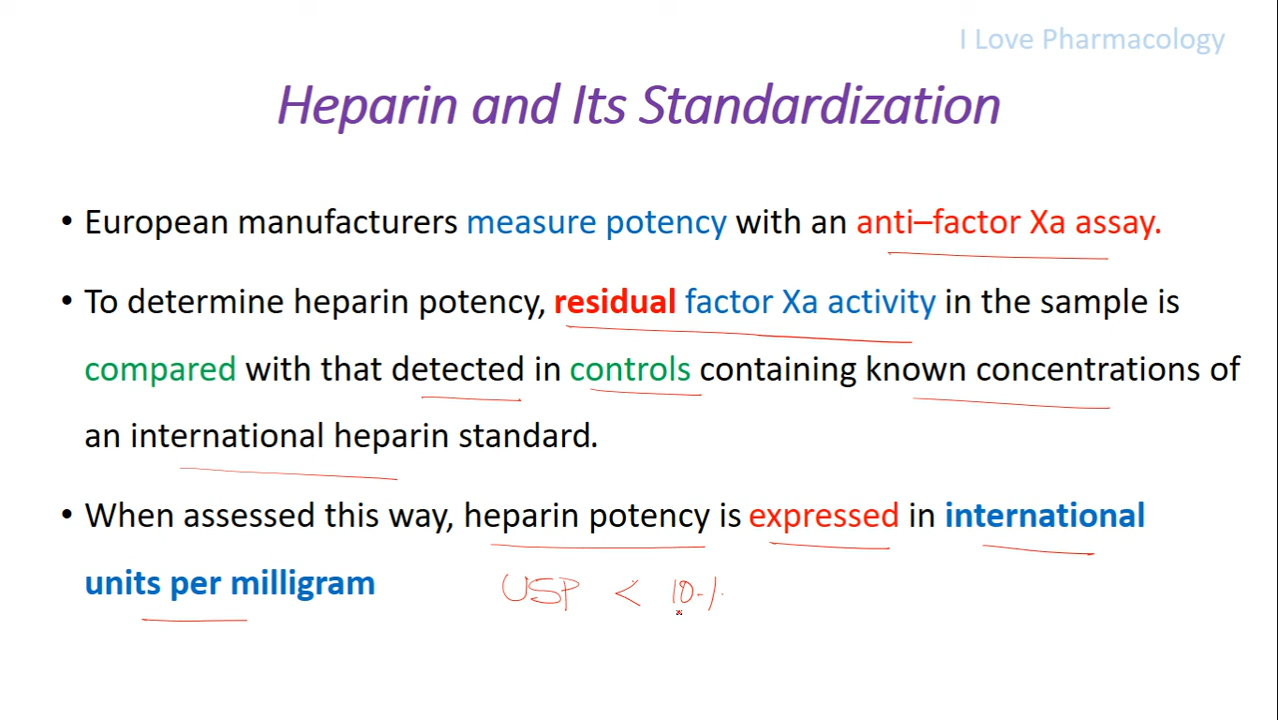 I Love Pharmacology
Heparin and Its Standardization
• European manufacturers measure potency with an anti–factor Xa assay.
• To determine heparin potency, residual factor Xa activity in the sample is
compared with that detected in controls containing known concentrations of
an international heparin standard.
• When assessed this way, heparin potency is expressed in international
units per milligram
USP < 10%